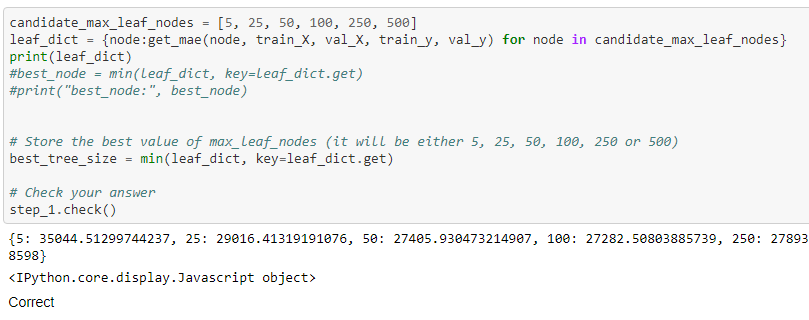 candidate_max_leaf_nodes = [5, 25, 50, 100, 250, 500]
leaf_dict = {node:get_mae(node, train_X, val_X, train_y, val_y) for node in candidate_max_leaf_nodes}
print(leaf_dict)
#best_node = min(leaf_dict, key=leaf_dict.get)
#print("best_node:", best_node)
# Store the best value of max_leaf_nodes (it will be either 5, 25, 50, 100, 250 or 500)
best_tree_size = min(leaf_dict, key=leaf_dict.get)
# Check your answer
step_1.check()
{5: 35044.51299744237, 25: 29016.41319191076, 50: 27405.930473214907, 100: 27282.50803885739, 250: 27893
8598}
<IPython.core.display.Javascript object>
Correct